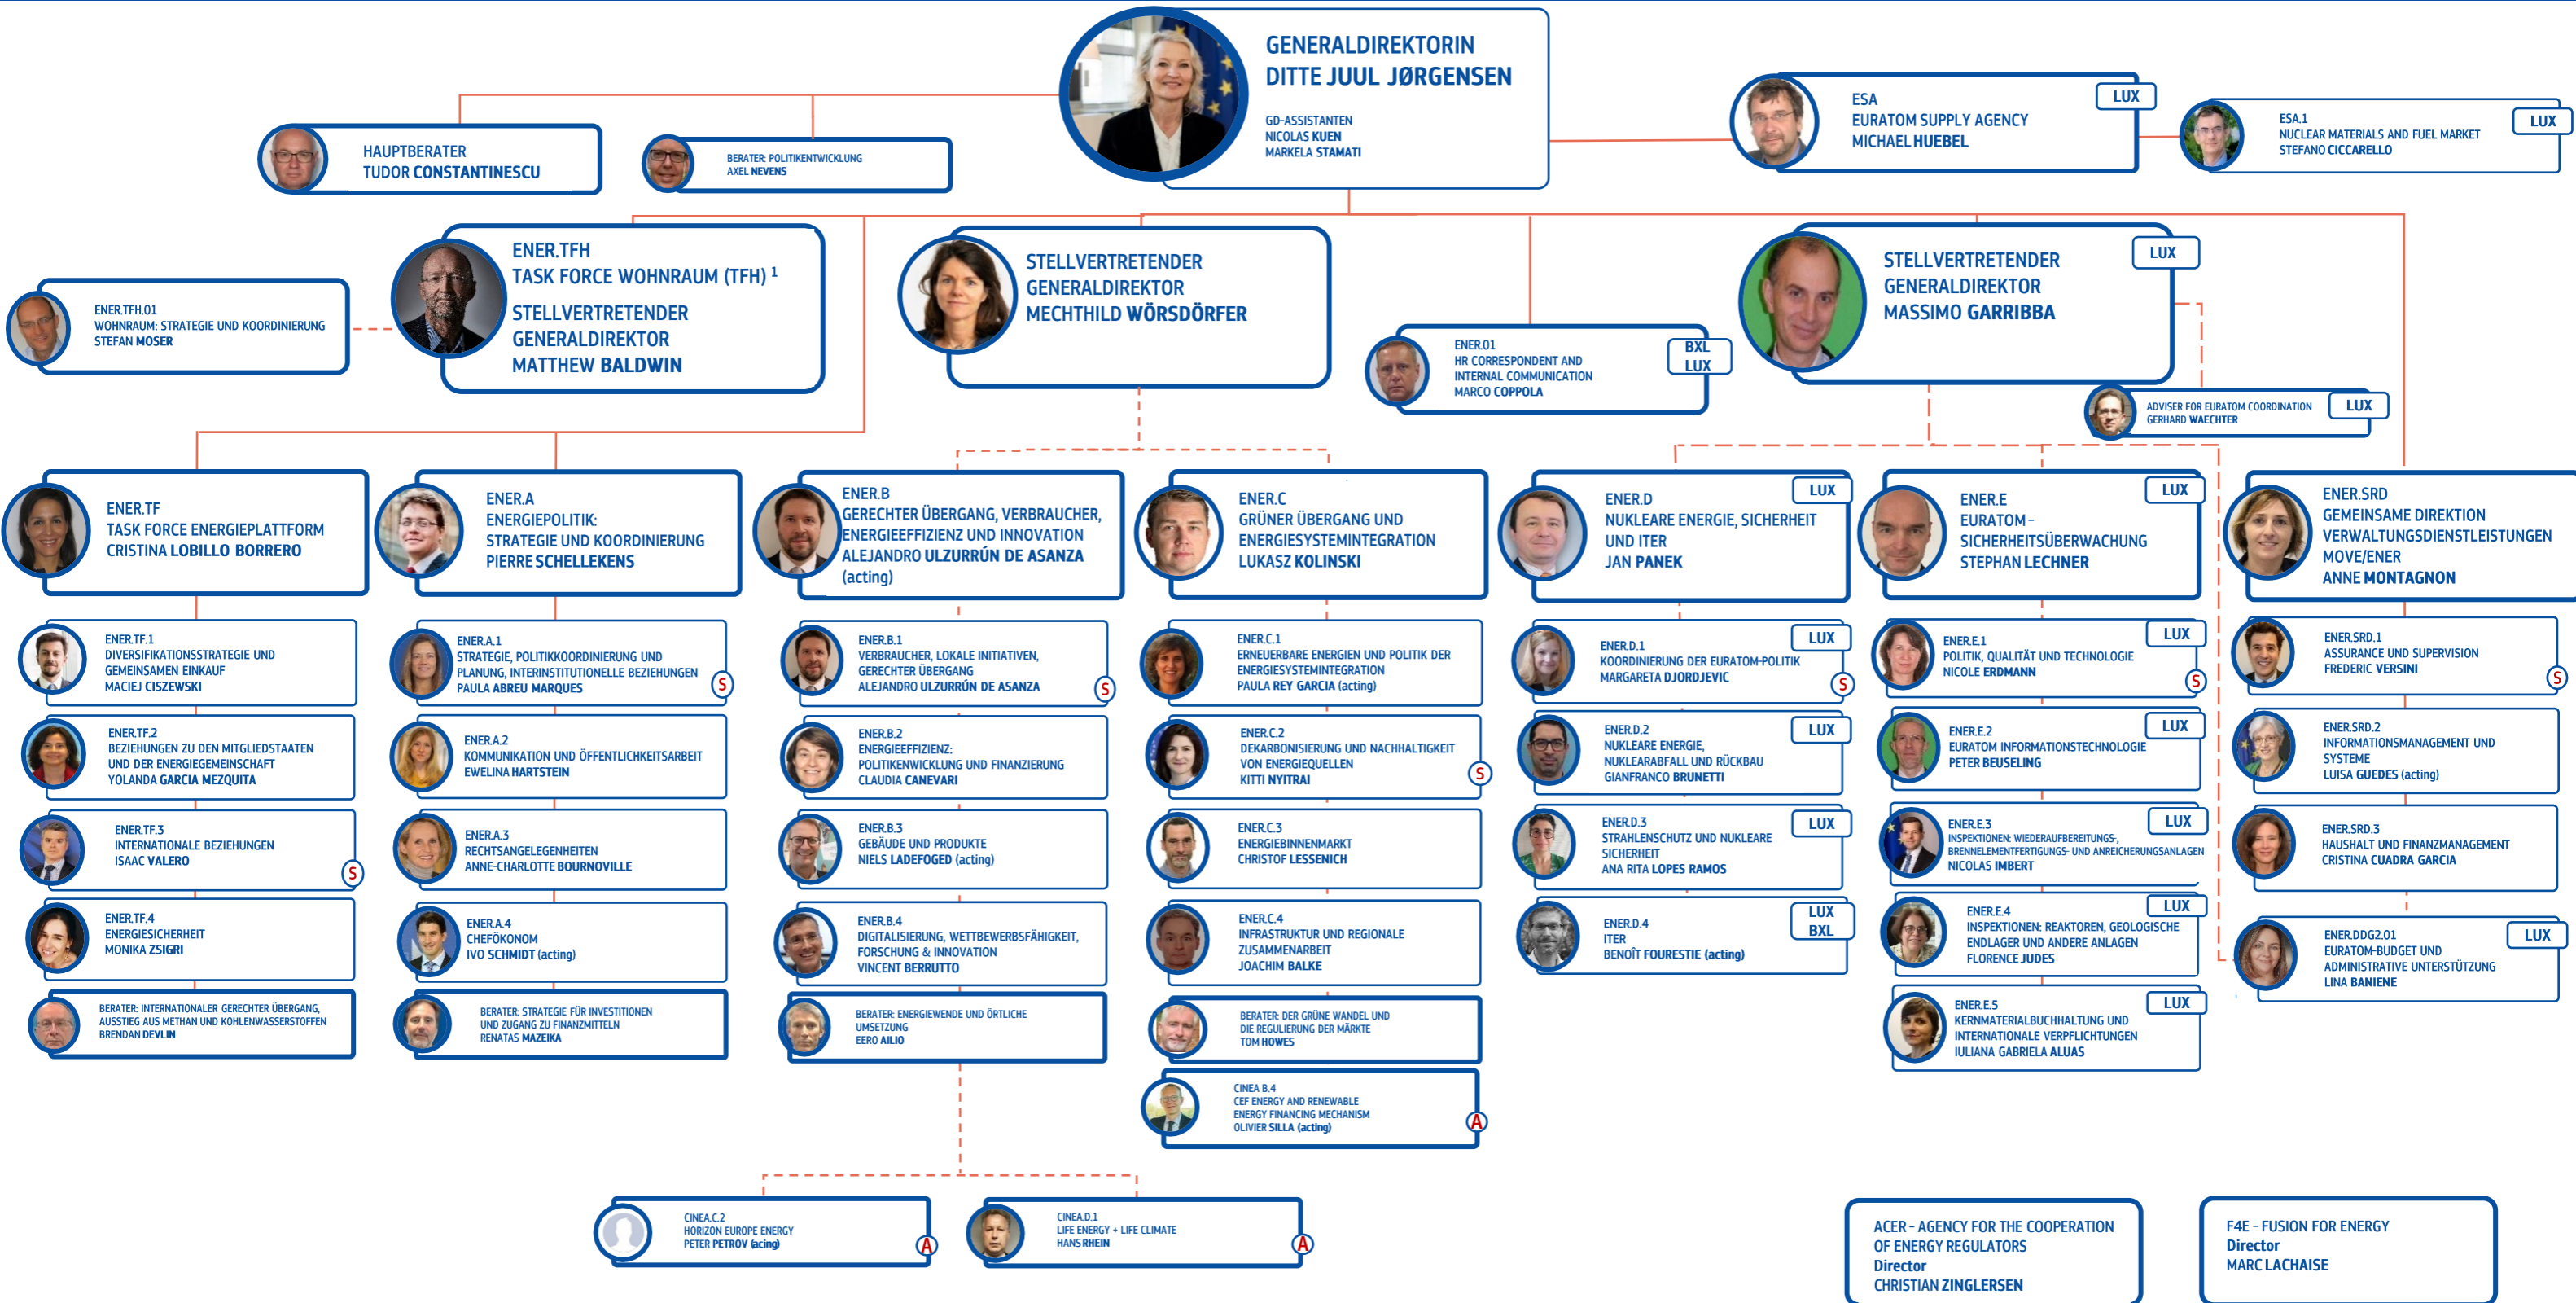 GENERALDIREKTORIN
DITTE JUUL JØRGENSEN
GD-ASSISTANTEN
NICOLAS KUEN
MARKELA STAMATI
HAUPTBERATER
TUDOR CONSTANTINESCU
BERATER: POLITIKENTWICKLUNG
AXEL NEVENS
ESA
EURATOM SUPPLY AGENCY
MICHAEL HUEBEL
LUX
ESA.1
NUCLEAR MATERIALS AND FUEL MARKET
STEFANO CICCARELLO
LUX
ENER.TFH.01
WOHNRAUM: STRATEGIE UND KOORDINIERUNG
STEFAN MOSER
ENER.TFH
TASK FORCE WOHNRAUM (TFH) 1
STELLVERTRETENDER
GENERALDIREKTOR
MATTHEW BALDWIN
STELLVERTRETENDER
GENERALDIREKTOR
MECHTHILD WÖRSDÖRFER
ENER.01
HR CORRESPONDENT AND
INTERNAL COMMUNICATION
MARCO COPPOLA
BXL
LUX
STELLVERTRETENDER
GENERALDIREKTOR
MASSIMO GARRIBBA
LUX
ADVISER FOR EURATOM COORDINATION
GERHARD WAECHTER
LUX
ENER.TF
TASK FORCE ENERGIEPLATTFORM
CRISTINA LOBILLO BORRERO
ENER.A
ENERGIEPOLITIK:
STRATEGIE UND KOORDINIERUNG
PIERRE SCHELLEKENS
ENER.B
GERECHTER ÜBERGANG, VERBRAUCHER,
ENERGIEEFFIZIENZ UND INNOVATION
ALEJANDRO ULZURRÚN DE ASANZA
(acting)
ENER.C
GRÜNER ÜBERGANG UND
ENERGIESYSTEMINTEGRATION
LUKASZ KOLINSKI
ENER.D
NUKLEARE ENERGIE, SICHERHEIT
UND ITER
JAN PANEK
LUX
ENER.E
EURATOM-
SICHERHEITSÜBERWACHUNG
STEPHAN LECHNER
LUX
ENER.SRD
GEMEINSAME DIREKTION
VERWALTUNGSDIENSTLEISTUNGEN
MOVE/ENER
ANNE MONTAGNON
ENER.TF.1
DIVERSIFIKATIONSSTRATEGIE UND
GEMEINSAMEN EINKAUF
MACIEJ CISZEWSKI
ENER.TF.2
BEZIEHUNGEN ZU DEN MITGLIEDSTAATEN
UND DER ENERGIEGEMEINSCHAFT
YOLANDA GARCIA MEZQUITA
ENER.TF.3
INTERNATIONALE BEZIEHUNGEN
ISAAC VALERO
S
ENER.TF.4
ENERGIESICHERHEIT
MONIKA ZSIGRI
BERATER: INTERNATIONALER GERECHTER ÜBERGANG,
AUSSTIEG AUS METHAN UND KOHLENWASSERSTOFFEN
BRENDAN DEVLIN
ENER.A.1
STRATEGIE, POLITIKKOORDINIERUNG UND
PLANUNG, INTERINSTITUTIONELLE BEZIEHUNGEN
PAULA ABREU MARQUES
S
ENER.A.2
KOMMUNIKATION UND ÖFFENTLICHKEITSARBEIT
EWELINA HARTSTEIN
ENER.A.3
RECHTSANGELEGENHEITEN
ANNE-CHARLOTTE BOURNOVILLE
ENER.A.4
CHEFÖKONOM
IVO SCHMIDT (acting)
BERATER: STRATEGIE FÜR INVESTITIONEN
UND ZUGANG ZU FINANZMITTELN
RENATAS MAZEIKA
ENER.B.1
VERBRAUCHER, LOKALE INITIATIVEN,
GERECHTER ÜBERGANG
ALEJANDRO ULZURRÚN DE ASANZA
S
ENER.B.2
ENERGIEEFFIZIENZ:
POLITIKENWICKLUNG UND FINANZIERUNG
CLAUDIA CANEVARI
ENER.B.3
GEBÄUDE UND PRODUKTE
NIELS LADEFOGED (acting)
ENER.B.4
DIGITALISIERUNG, WETTBEWERBSFÄHIGKEIT,
FORSCHUNG & INNOVATION
VINCENT BERRUTTO
BERATER: ENERGIEWENDE UND ÖRTLICHE
UMSETZUNG
EERO AILIO
ENER.C.1
ERNEUERBARE ENERGIEN UND POLITIK DER
ENERGIESYSTEMINTEGRATION
PAULA REY GARCIA (acting)
ENER.C.2
DEKARBONISIERUNG UND NACHHALTIGKEIT
VON ENERGIEQUELLEN
KITTI NYITRAI
S
ENER.C.3
ENERGIEBINNENMARKT
CHRISTOF LESSENICH
ENER.C.4
INFRASTRUKTUR UND REGIONALE
ZUSAMMENARBEIT
JOACHIM BALKE
BERATER: DER GRÜNE WANDEL UND
DIE REGULIERUNG DER MÄRKTE
TOM HOWES
CINEA B.4
CEF ENERGY AND RENEWABLE
ENERGY FINANCING MECHANISM
OLIVIER SILLA (acting)
A
ENER.D.1
KOORDINIERUNG DER EURATOM-POLITIK
MARGARETA DJORDJEVIC
LUX
S
ENER.D.2
NUKLEARE ENERGIE,
NUKLEARABFALL UND RÜCKBAU
GIANFRANCO BRUNETTI
LUX
ENER.D.3
STRAHLENSCHUTZ UND NUKLEARE
SICHERHEIT
ANA RITA LOPES RAMOS
LUX
ENER.D.4
ITER
BENOÎT FOURESTIE (acting)
LUX
BXL
ENER.E.1
POLITIK, QUALITÄT UND TECHNOLOGIE
NICOLE ERDMANN
LUX
S
ENER.E.2
EURATOM INFORMATIONSTECHNOLOGIE
PETER BEUSELING
LUX
ENER.E.3
INSPEKTIONEN: WIEDERAUFBEREITUNGS-,
BRENNELEMENTFERTIGUNGS- UND ANREICHERUNGSANLAGEN
NICOLAS IMBERT
LUX
ENER.E.4
INSPEKTIONEN: REAKTOREN, GEOLOGISCHE
ENDLAGER UND ANDERE ANLAGEN
FLORENCE JUDES
LUX
ENER.E.5
KERNMATERIALBUCHHALTUNG UND
INTERNATIONALE VERPFLICHTUNGEN
IULIANA GABRIELA ALUAS
LUX
ENER.SRD.1
ASSURANCE UND SUPERVISION
FREDERIC VERSINI
S
ENER.SRD.2
INFORMATIONSMANAGEMENT UND
SYSTEME
LUISA GUEDES (acting)
ENER.SRD.3
HAUSHALT UND FINANZMANAGEMENT
CRISTINA CUADRA GARCIA
ENER.DDG2.01
EURATOM-BUDGET UND
ADMINISTRATIVE UNTERSTÜTZUNG
LINA BANIENE
LUX
CINEA.C.2
HORIZON EUROPE ENERGY
PETER PETROV (acing)
A
CINEA.D.1
LIFE ENERGY + LIFE CLIMATE
HANS RHEIN
A
ACER - AGENCY FOR THE COOPERATION
OF ENERGY REGULATORS
Director
CHRISTIAN ZINGLERSEN
F4E - FUSION FOR ENERGY
Director
MARC LACHAISE